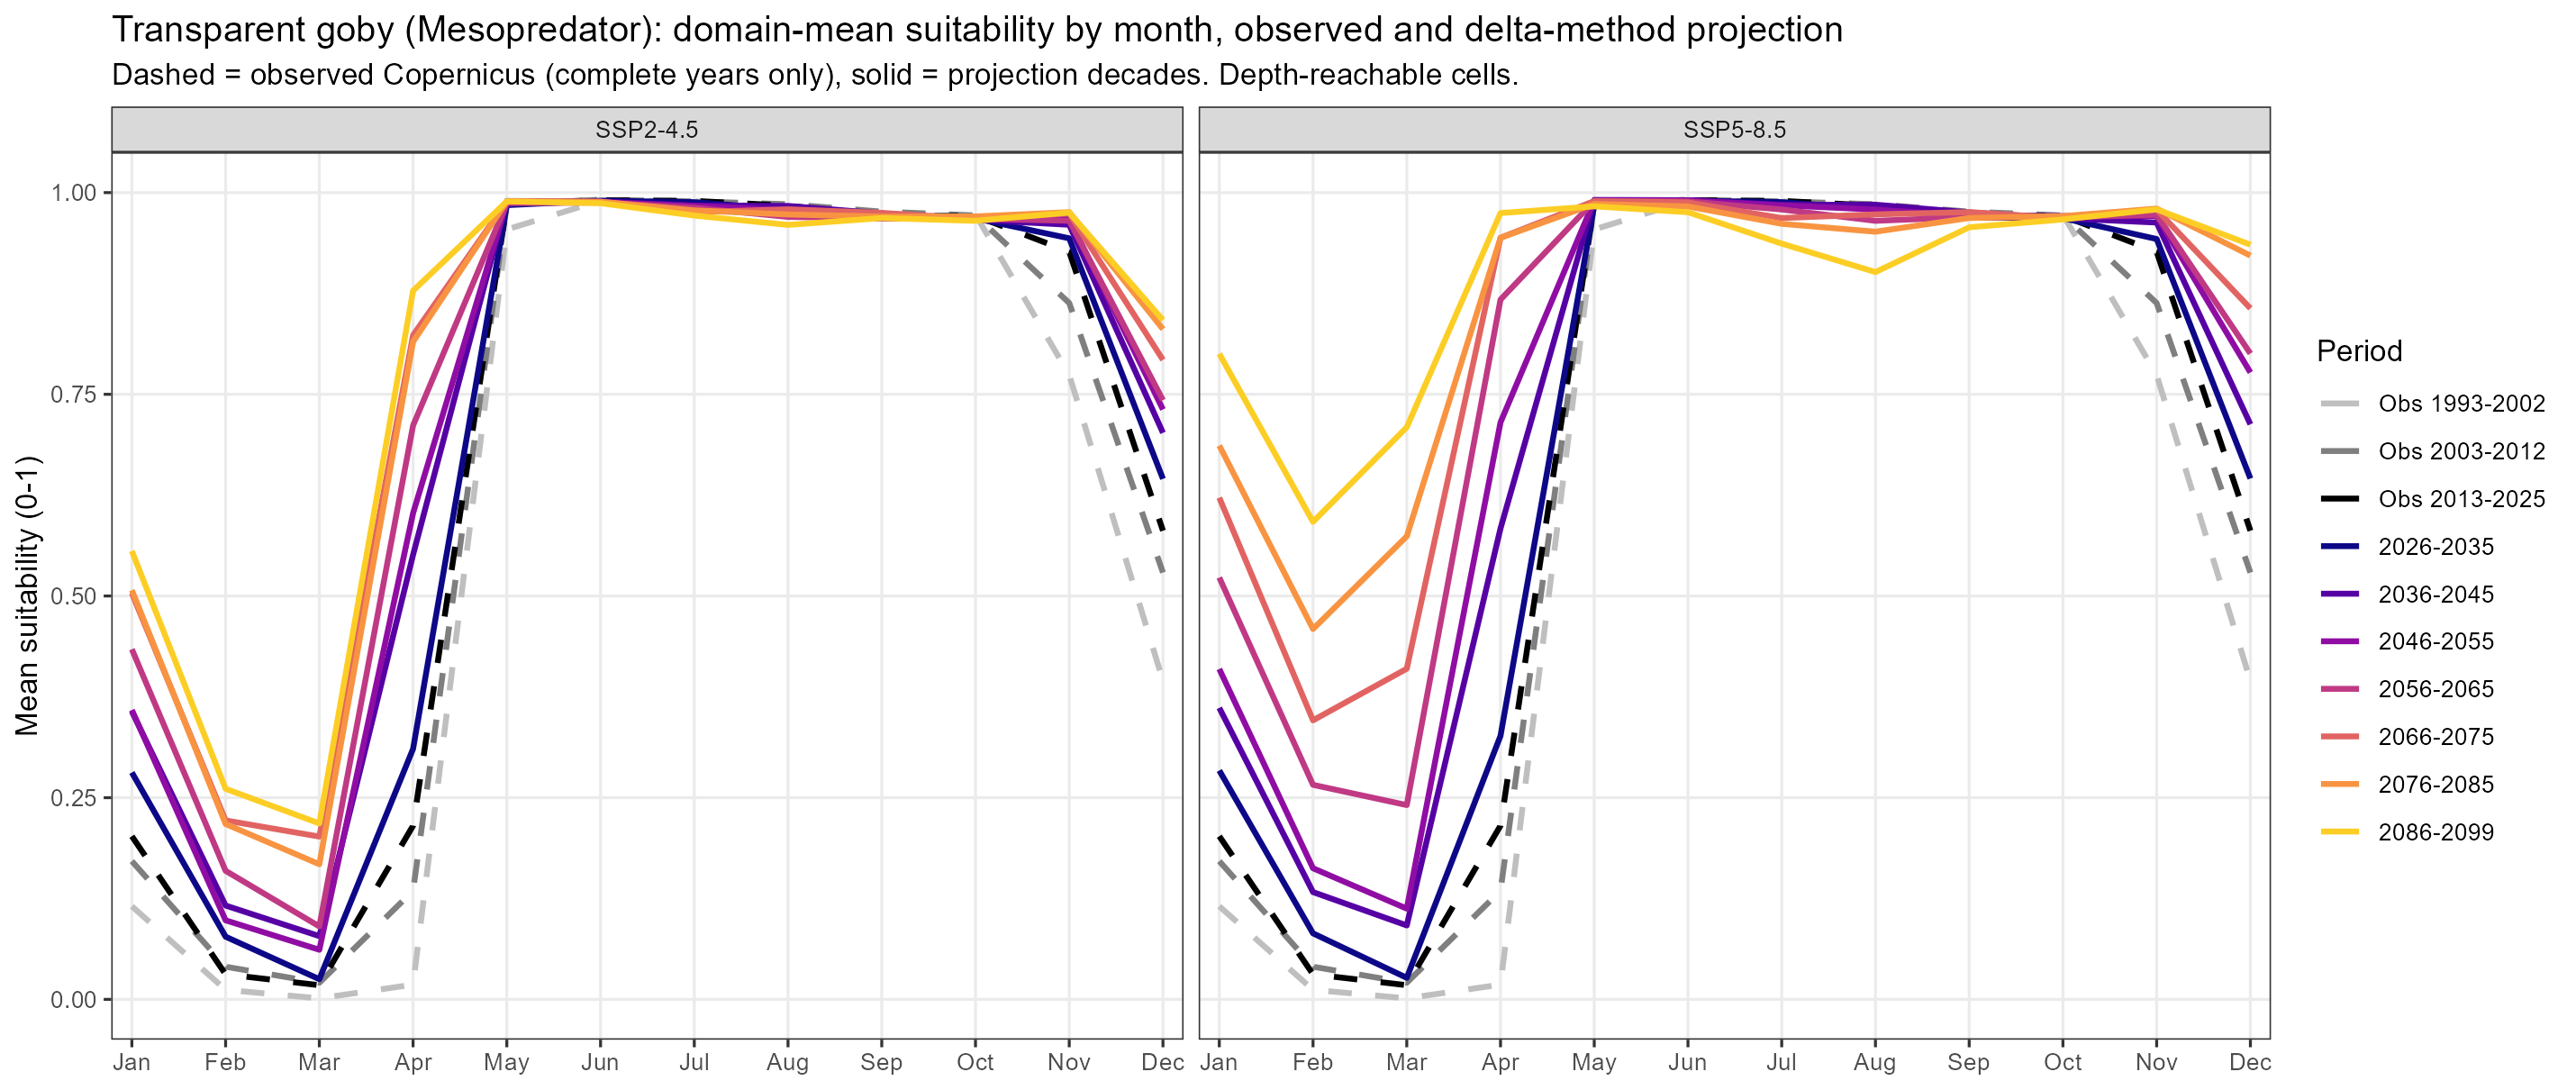 Transparent goby (Mesopredator): domain-mean suitability by month, observed and delta-method projection
Dashed = observed Copernicus (complete years only), solid = projection decades. Depth-reachable cells.
SSP2-4.5
SSP5-8.5
Mean suitability (0-1)
1.00
0.75
0.50
0.25
0.00
Jan Feb Mar Apr May Jun Jul Aug Sep Oct Nov Dec
Jan Feb Mar Apr May Jun Jul Aug Sep Oct Nov Dec
Period
Obs 1993-2002
Obs 2003-2012
Obs 2013-2025
2026-2035
2036-2045
2046-2055
2056-2065
2066-2075
2076-2085
2086-2099